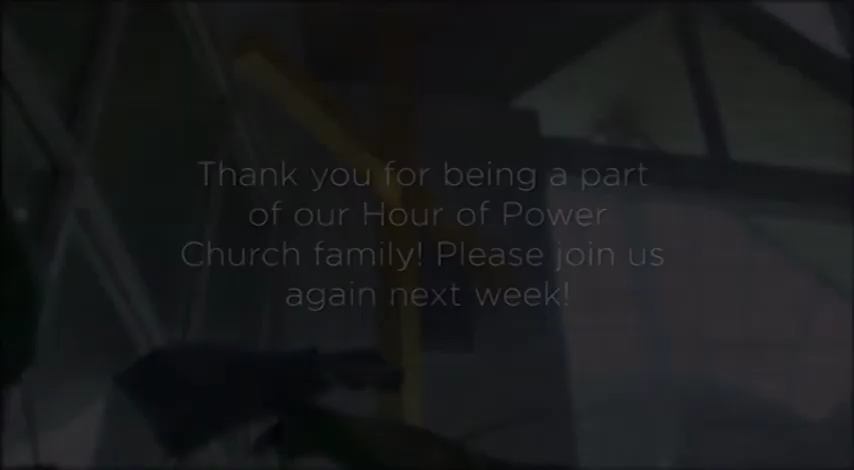 Thank you for being a part
of our Hour of Power
Church family! Please join us
again next week!